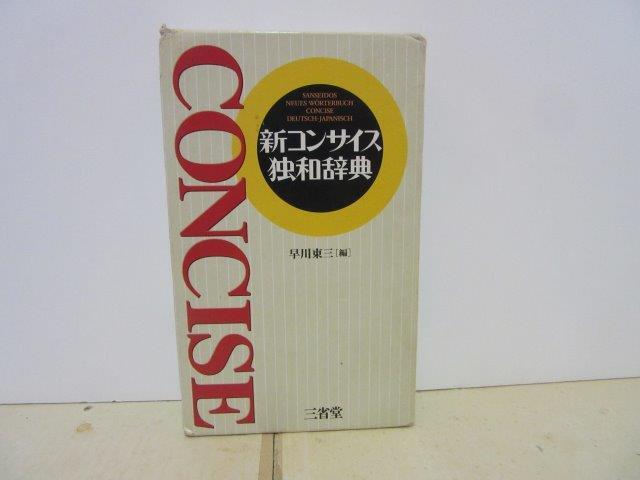 CONCISE
SANSEIDOS
NEUES WÖRTERBUCH
CONCISE
DEUTSCH-JAPANISCH
新コンサイス
独和辞典
早川東三[編]
三省堂